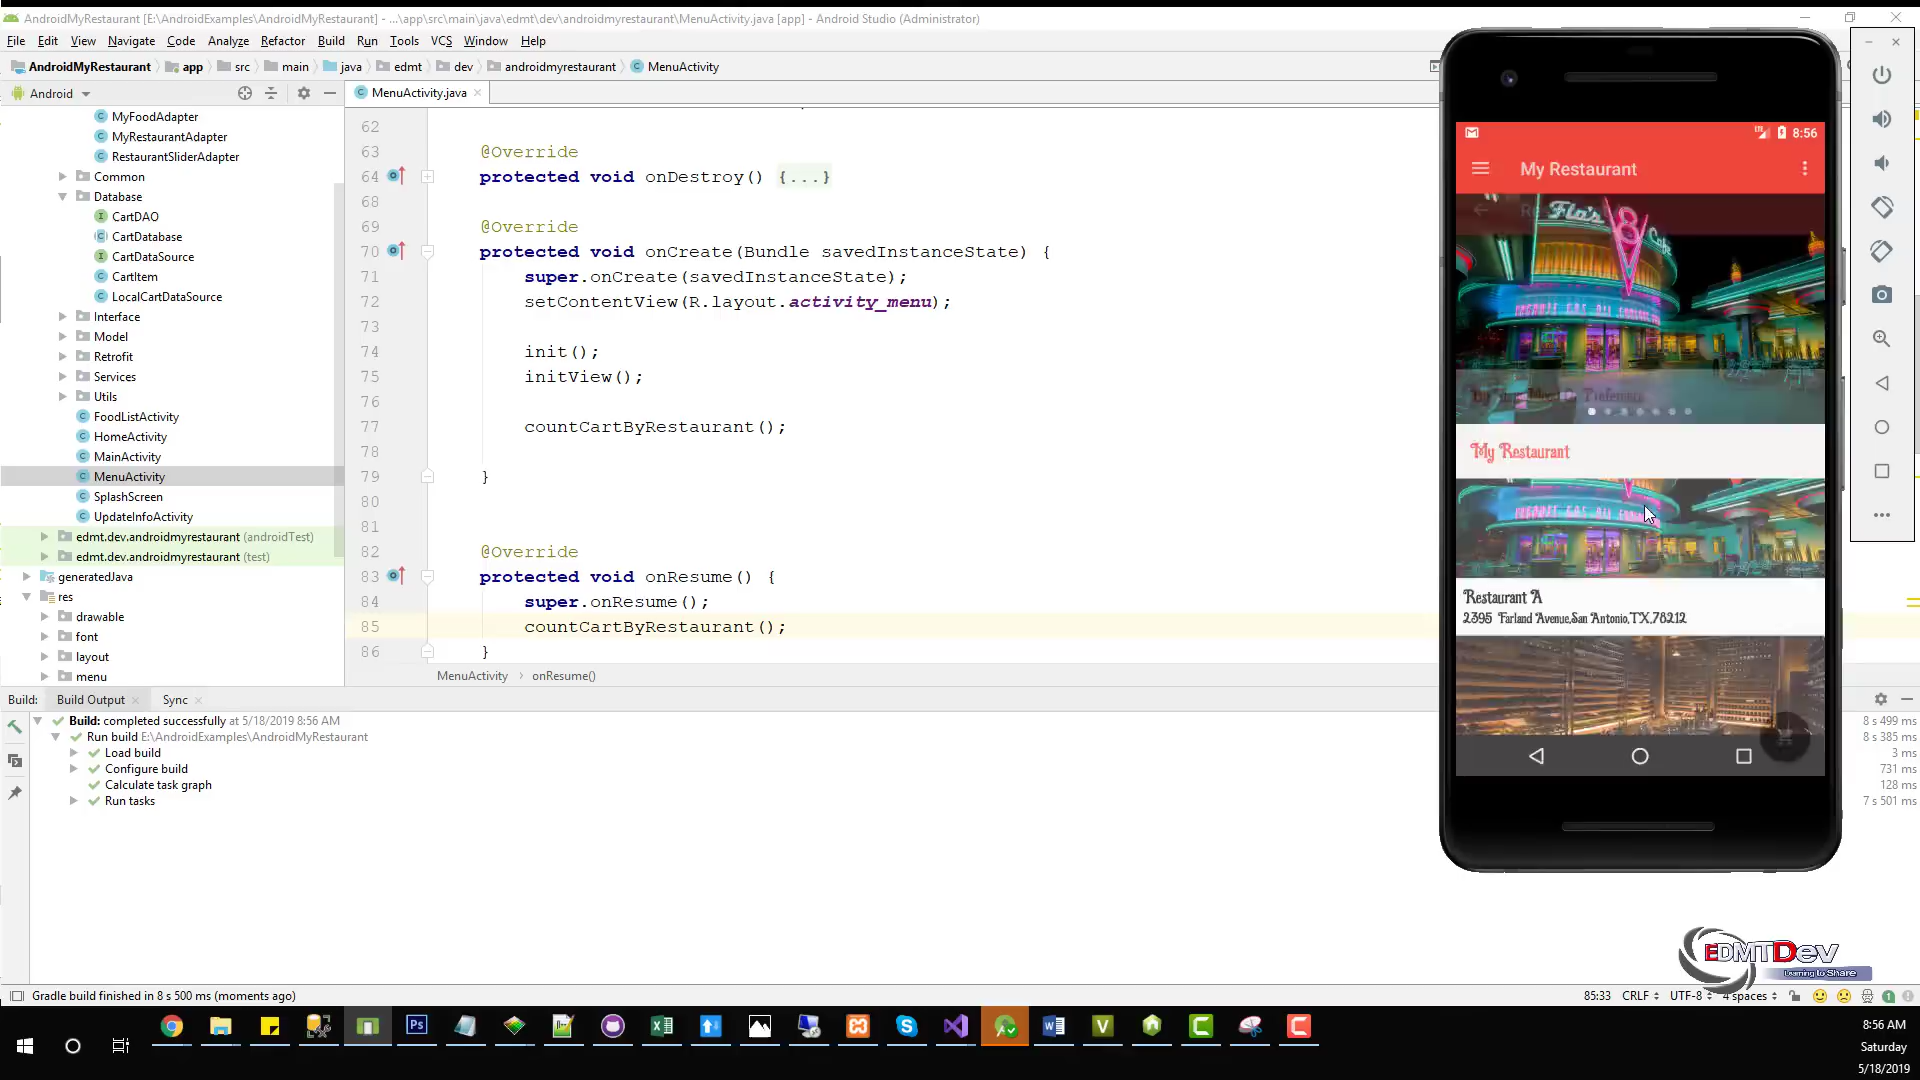 AndroidMyRestaurant [E:\AndroidExamples\AndroidMyRestaurant] - ...\app\src\main\java\edmt\dev\androidmyrestaurant\MenuActivity.java [app] - Android Studio (Administrator)
File Edit View Navigate Code Analyze Refactor Build Run Tools VCS Window Help
AndroidMyRestaurant app src main java edmt dev androidmyrestaurant MenuActivity
Android
MenuActivity.java
MyFoodAdapter
MyRestaurantAdapter
RestaurantSliderAdapter
Common
Database
CartDAO
CartDatabase
CartDataSource
CartItem
LocalCartDataSource
Interface
Model
Retrofit
Services
Utils
FoodListActivity
HomeActivity
MainActivity
MenuActivity
SplashScreen
UpdateInfoActivity
edmt.dev.androidmyrestaurant (androidTest)
edmt.dev.androidmyrestaurant (test)
generatedJava
res
drawable
font
layout
menu
62
63 @Override
64 protected void onDestroy() {...}
68
69 @Override
70 protected void onCreate(Bundle savedInstanceState) {
71 super.onCreate(savedInstanceState);
72 setContentView(R.layout.activity_menu);
73
74 init();
75 initView();
76
77 countCartByRestaurant();
78
79 }
80
81
82 @Override
83 protected void onResume() {
84 super.onResume();
85 countCartByRestaurant();
86 }
MenuActivity › onResume()
8:56
My Restaurant
Flo's V8 Cafe
My Restaurant
Restaurant A
2395 Farland Avenue,San Antonio,TX,78212
Build: Build Output Sync
Build: completed successfully at 5/18/2019 8:56 AM
Run build E:\AndroidExamples\AndroidMyRestaurant
Load build
Configure build
Calculate task graph
Run tasks
8 s 499 ms
8 s 385 ms
3 ms
731 ms
128 ms
7 s 501 ms
EDMTDev
Learning to Share
Gradle build finished in 8 s 500 ms (moments ago)
85:33 CRLF UTF-8 4 spaces 1
8:56 AM
Saturday
5/18/2019